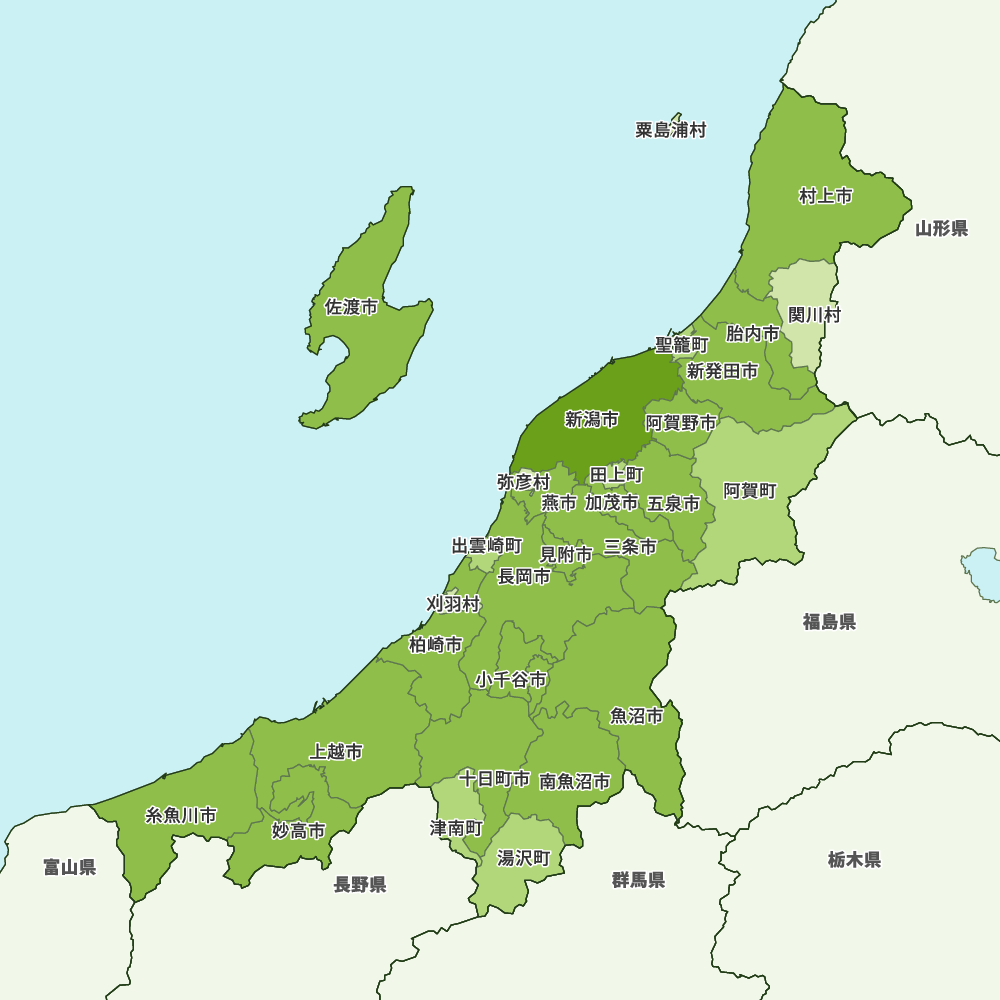 粟島浦村
村上市
山形県
佐渡市
関川村
胎内市
聖籠町
新発田市
新潟市
阿賀野市
田上町
弥彦村
阿賀町
燕市
加茂市
五泉市
出雲崎町
見附市
三条市
長岡市
刈羽村
福島県
柏崎市
小千谷市
魚沼市
上越市
十日町市
南魚沼市
糸魚川市
津南町
妙高市
湯沢町
栃木県
富山県
長野県
群馬県